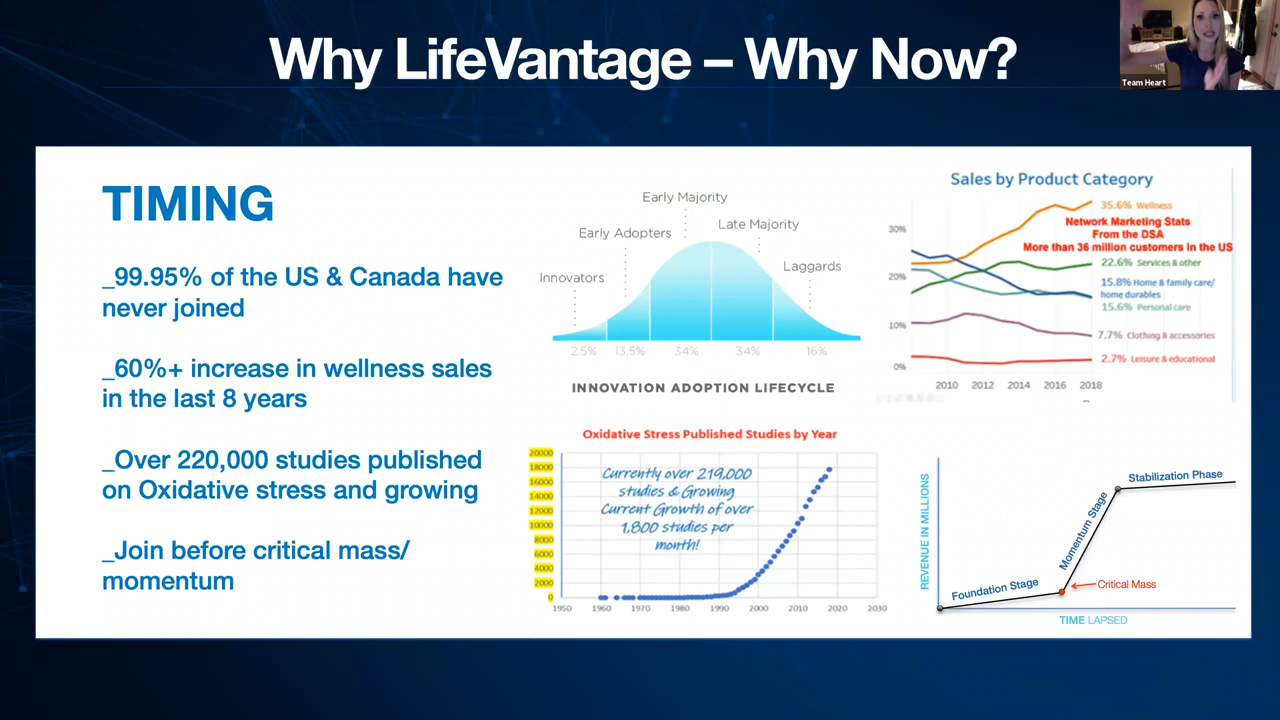 Why LifeVantage – Why Now?
Team Heart
TIMING
_99.95% of the US & Canada have
never joined
_60%+ increase in wellness sales
in the last 8 years
_Over 220,000 studies published
on Oxidative stress and growing
_Join before critical mass/
momentum
Early Majority
Early Adopters
Late Majority
Innovators
Laggards
2.5%
13.5%
34%
34%
16%
INNOVATION ADOPTION LIFECYCLE
Sales by Product Category
30%
20%
10%
0%
35.6% Wellness
Network Marketing Stats
From the DSA
More than 36 million customers in the US
22.6% Services & other
15.8% Home & family care/
home durables
15.6% Personal care
7.7% Clothing & accessories
2.7% Leisure & educational
2010 2012 2014 2016 2018
Oxidative Stress Published Studies by Year
20000
18000
16000
14000
12000
10000
8000
6000
4000
2000
0
Currently over 219,000
studies & Growing
Current Growth of over
1,800 studies per
month!
1950 1960 1970 1980 1990 2000 2010 2020 2030
REVENUE IN MILLIONS
Foundation Stage
Momentum Stage
Stabilization Phase
Critical Mass
TIME LAPSED